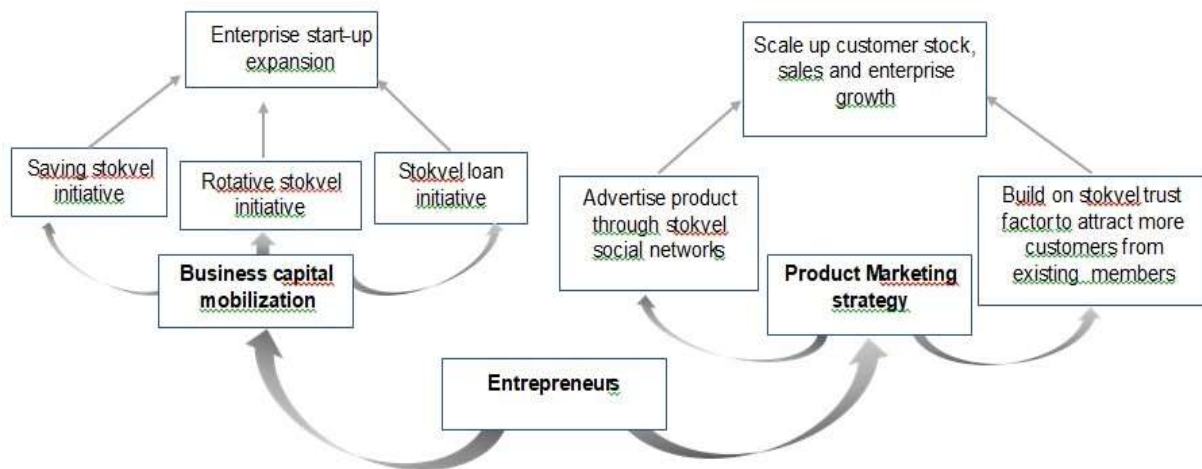 Enterprise start-up
expansion
Scale up customer stock,
sales and enterprise
growth
Saving stokvel
initiative
Rotative stokvel
initiative
Stokvel loan
initiative
Advertise product
through stokvel
social networks
Build on stokvel trust
factor to attract more
customers from
existing members
Business capital
mobilization
Product Marketing
strategy
Entrepreneurs